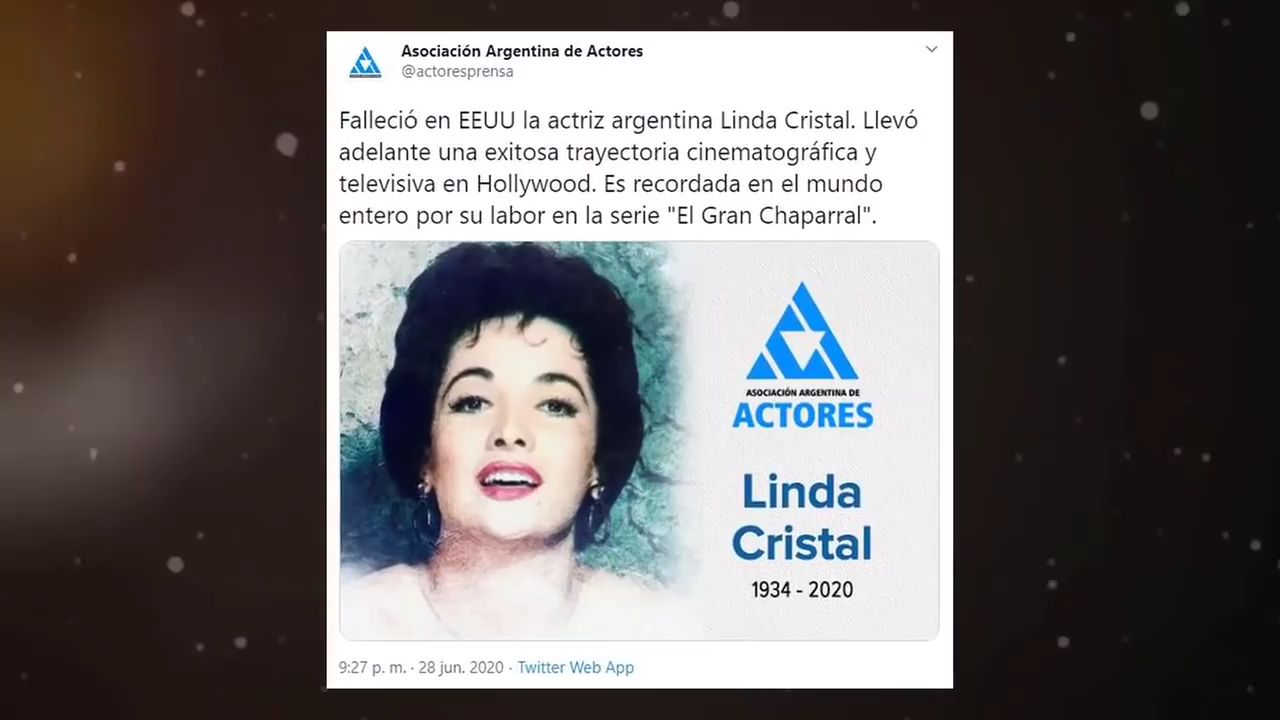 Asociación Argentina de Actores
@actoresprensa
Falleció en EEUU la actriz argentina Linda Cristal. Llevó
adelante una exitosa trayectoria cinematográfica y
televisiva en Hollywood. Es recordada en el mundo
entero por su labor en la serie "El Gran Chaparral".
ASOCIACIÓN ARGENTINA DE
ACTORES
Linda
Cristal
1934 - 2020
9:27 p. m. · 28 jun. 2020 · Twitter Web App